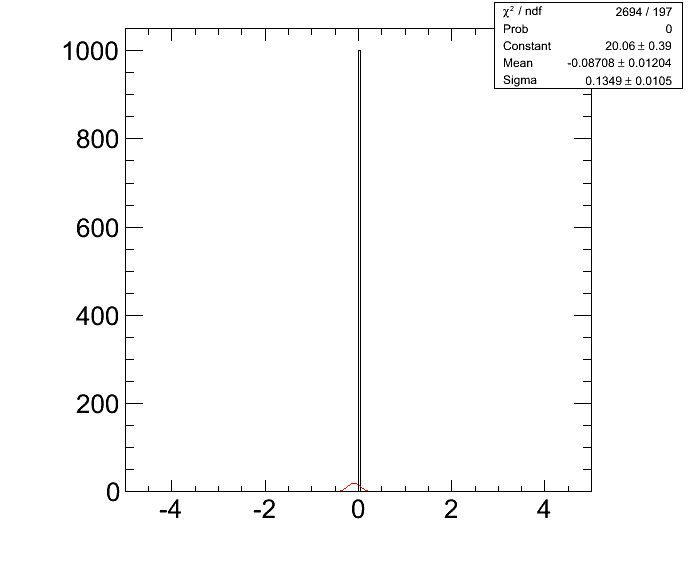 χ² / ndf 2694 / 197
Prob 0
Constant 20.06 ± 0.39
Mean -0.08708 ± 0.01204
Sigma 0.1349 ± 0.0105
1000
800
600
400
200
0
-4 -2 0 2 4